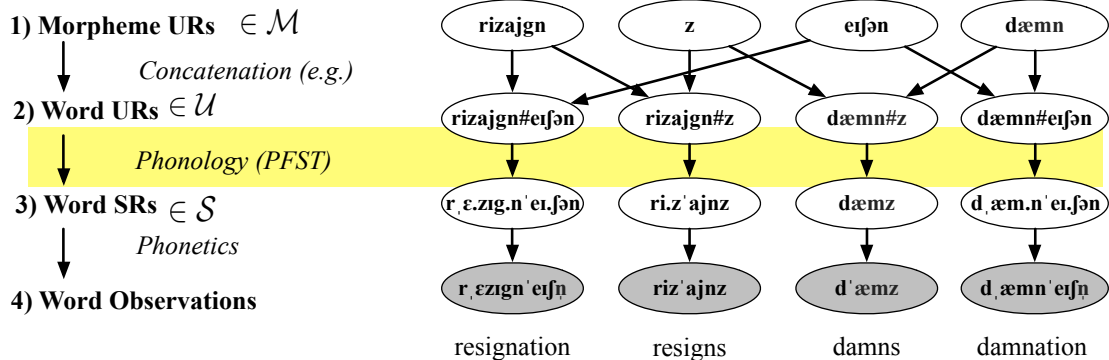 1) Morpheme URs ∈ ℳ rizajgn z eɪʃən dæmn
Concatenation (e.g.)
2) Word URs ∈ 𝒰 rizajgn#eɪʃən rizajgn#z dæmn#z dæmn#eɪʃən
Phonology (PFST)
3) Word SRs ∈ 𝒮 rˌɛ.zɪg.nˈeɪ.ʃən ri.zˈajnz dæmz dˌæm.nˈeɪ.ʃən
Phonetics
4) Word Observations rˌɛzɪgnˈeɪʃn̩ rizˈajnz dˈæmz dˌæmnˈeɪʃn̩
resignation resigns damns damnation